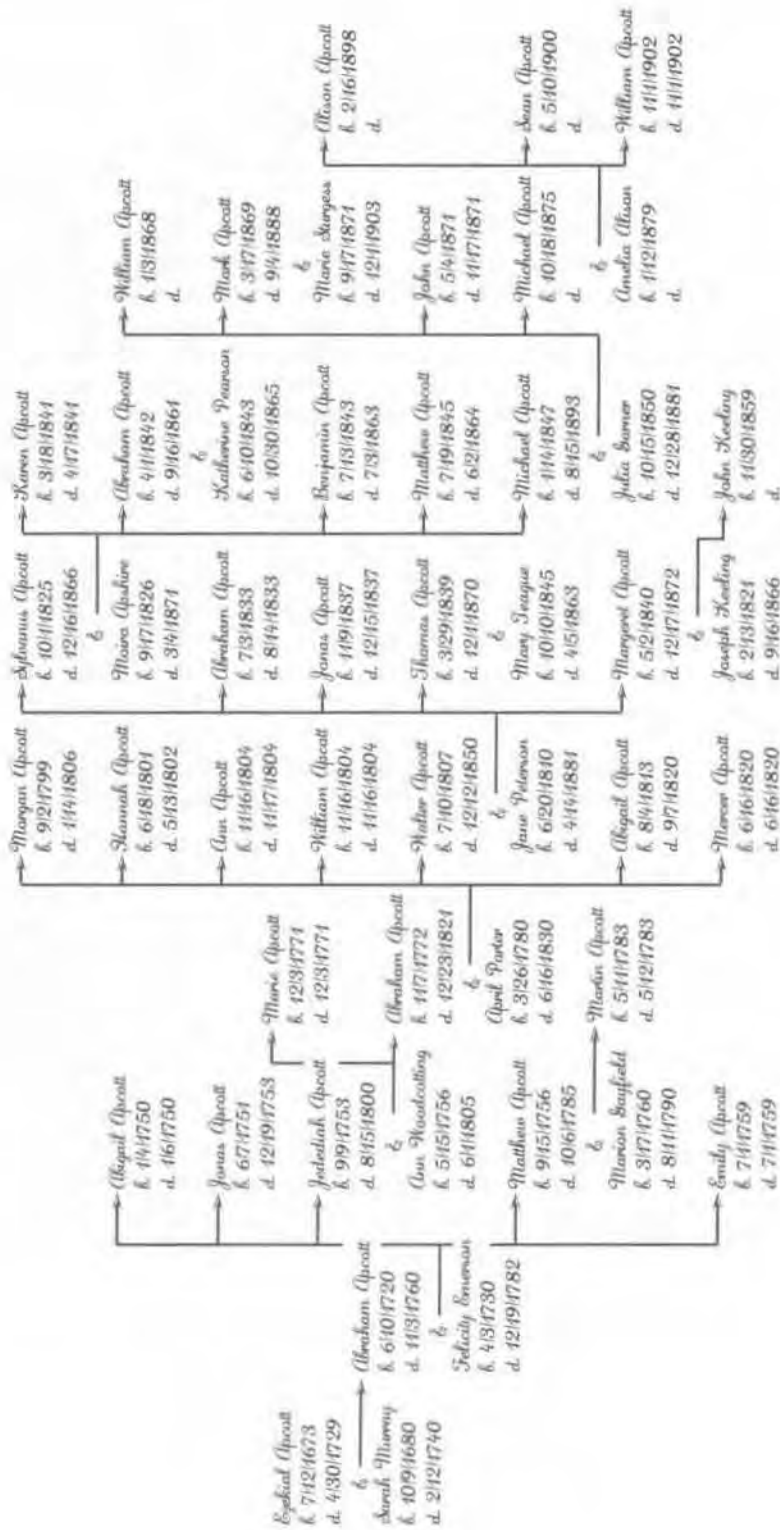 Ezekial Apcott
b. 7/12/1673
d. 4/30/1729
&
Sarah Murray
b. 10/9/1680
d. 2/12/1740
Abraham Apcott
b. 6/10/1720
d. 11/3/1760
&
Felicity Emerson
b. 4/3/1730
d. 12/19/1782
Abigail Apcott
b. 1/4/1750
d. 1/6/1750
Jonas Apcott
b. 6/7/1751
d. 12/19/1753
Jedediah Apcott
b. 9/9/1753
d. 8/15/1800
&
Ann Woodcotting
b. 5/15/1756
d. 6/1/1805
Matthew Apcott
b. 9/15/1756
d. 10/6/1785
&
Marion Gayfield
b. 3/17/1760
d. 8/11/1790
Emily Apcott
b. 7/1/1759
d. 7/1/1759
Marie Apcott
b. 12/3/1771
d. 12/3/1771
Abraham Apcott
b. 11/7/1772
d. 12/23/1821
&
April Parter
b. 3/26/1780
d. 6/16/1830
Martin Apcott
b. 5/11/1783
d. 5/12/1783
Morgan Apcott
b. 9/2/1799
d. 1/14/1806
Hannah Apcott
b. 6/18/1801
d. 5/13/1802
Ann Apcott
b. 11/16/1804
d. 11/17/1804
William Apcott
b. 11/16/1804
d. 11/16/1804
Walter Apcott
b. 7/10/1807
d. 12/12/1850
&
Jane Peterson
b. 6/20/1810
d. 4/14/1881
Abigail Apcott
b. 8/4/1813
d. 9/7/1820
Mercer Apcott
b. 6/16/1820
d. 6/16/1820
Sylvanus Apcott
b. 10/1/1825
d. 12/16/1866
&
Moira Apshire
b. 9/17/1826
d. 3/4/1871
Abraham Apcott
b. 7/3/1833
d. 8/14/1833
Jonas Apcott
b. 11/9/1837
d. 12/15/1837
Thomas Apcott
b. 3/29/1839
d. 12/1/1870
&
Mary Teague
b. 10/10/1845
d. 4/5/1863
Margaret Apcott
b. 5/2/1840
d. 12/17/1872
&
Joseph Keeling
b. 2/13/1821
d. 9/16/1866
Karen Apcott
b. 3/18/1841
d. 4/17/1841
Abraham Apcott
b. 4/1/1842
d. 9/16/1861
&
Katherine Pearson
b. 6/10/1843
d. 10/30/1865
Benjamin Apcott
b. 7/13/1843
d. 7/3/1863
Matthew Apcott
b. 7/19/1845
d. 6/2/1864
Michael Apcott
b. 1/14/1847
d. 8/15/1893
&
Julia Garner
b. 10/15/1850
d. 12/28/1881
John Keeling
b. 11/30/1859
d.
William Apcott
b. 1/3/1868
d.
Mark Apcott
b. 3/17/1869
d. 9/4/1888
&
Marie Surgess
b. 9/17/1871
d. 12/1/1903
John Apcott
b. 5/4/1871
d. 11/17/1871
Michael Apcott
b. 10/18/1875
d.
&
Amelia Alison
b. 1/12/1879
d.
Alison Apcott
b. 2/16/1898
d.
Sean Apcott
b. 5/10/1900
d.
William Apcott
b. 11/1/1902
d. 11/1/1902